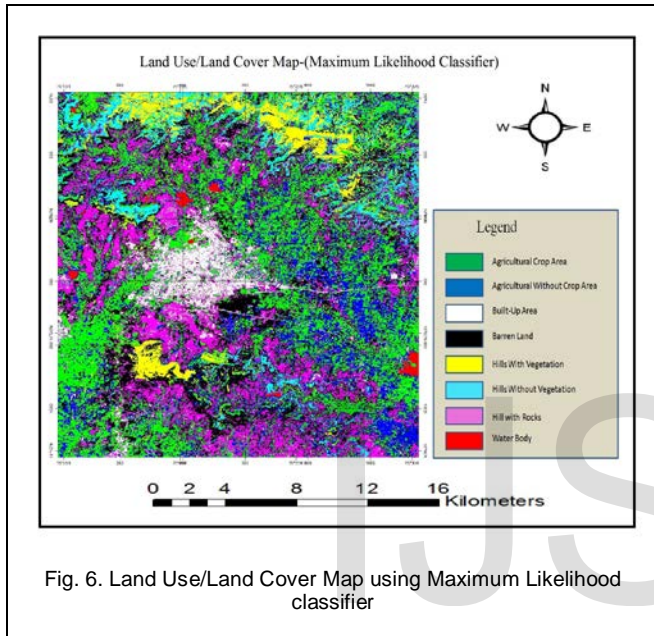 Land Use/Land Cover Map-(Maximum Likelihood Classifier)
N
W E
S
Legend
Agricultural Crop Area
Agricultural Without Crop Area
Built-Up Area
Barren Land
Hills With Vegetation
Hills Without Vegetation
Hill with Rocks
Water Body
0 2 4 8 12 16
Kilometers
IJS
Fig. 6. Land Use/Land Cover Map using Maximum Likelihood
classifier